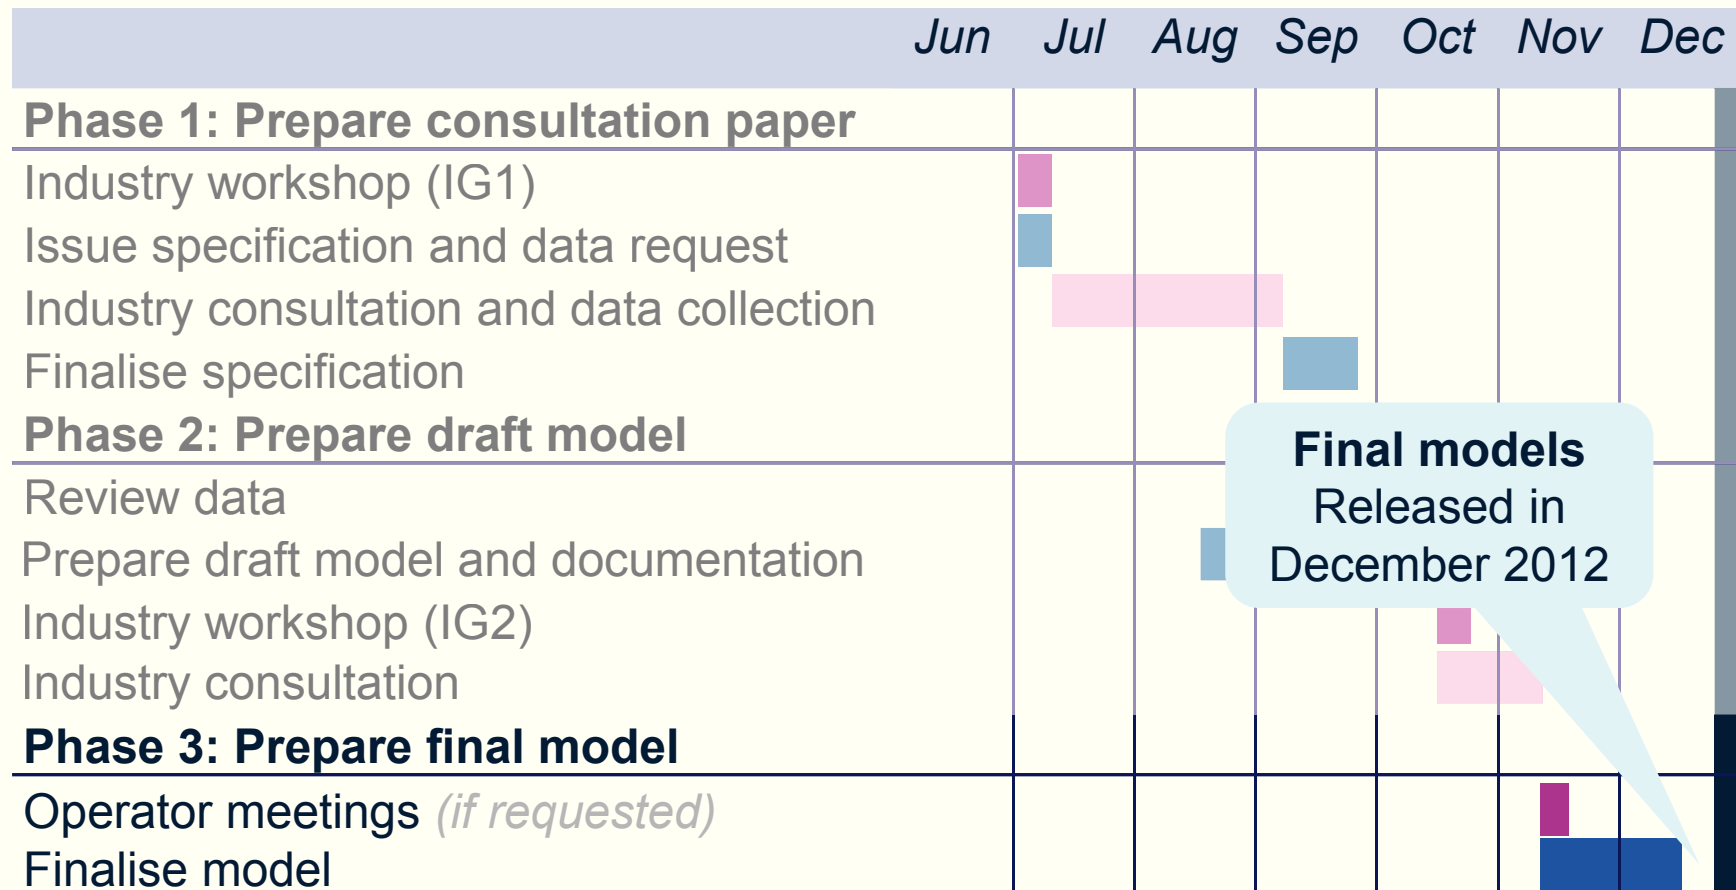 Jun Jul Aug Sep Oct Nov Dec
Phase 1: Prepare consultation paper
Industry workshop (IG1)
Issue specification and data request
Industry consultation and data collection
Finalise specification
Phase 2: Prepare draft model
Review data
Prepare draft model and documentation
Industry workshop (IG2)
Industry consultation
Phase 3: Prepare final model
Operator meetings (if requested)
Finalise model
Final models
Released in
December 2012